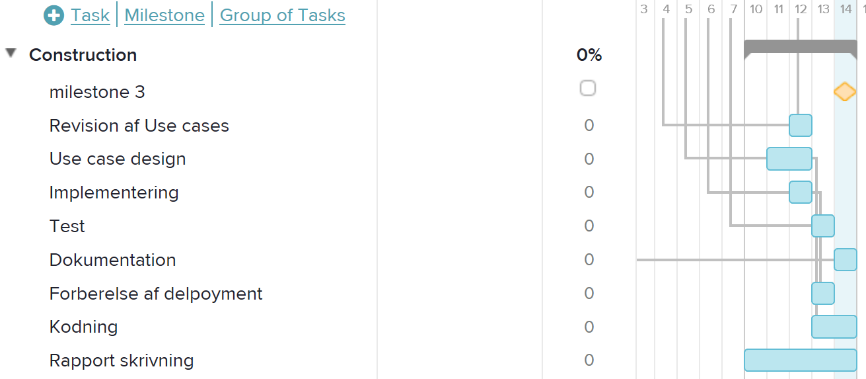 Task | Milestone | Group of Tasks
3 4 5 6 7 10 11 12 13 14 1
Construction 0%
milestone 3
Revision af Use cases 0
Use case design 0
Implementering 0
Test 0
Dokumentation 0
Forberelse af delpoyment 0
Kodning 0
Rapport skrivning 0